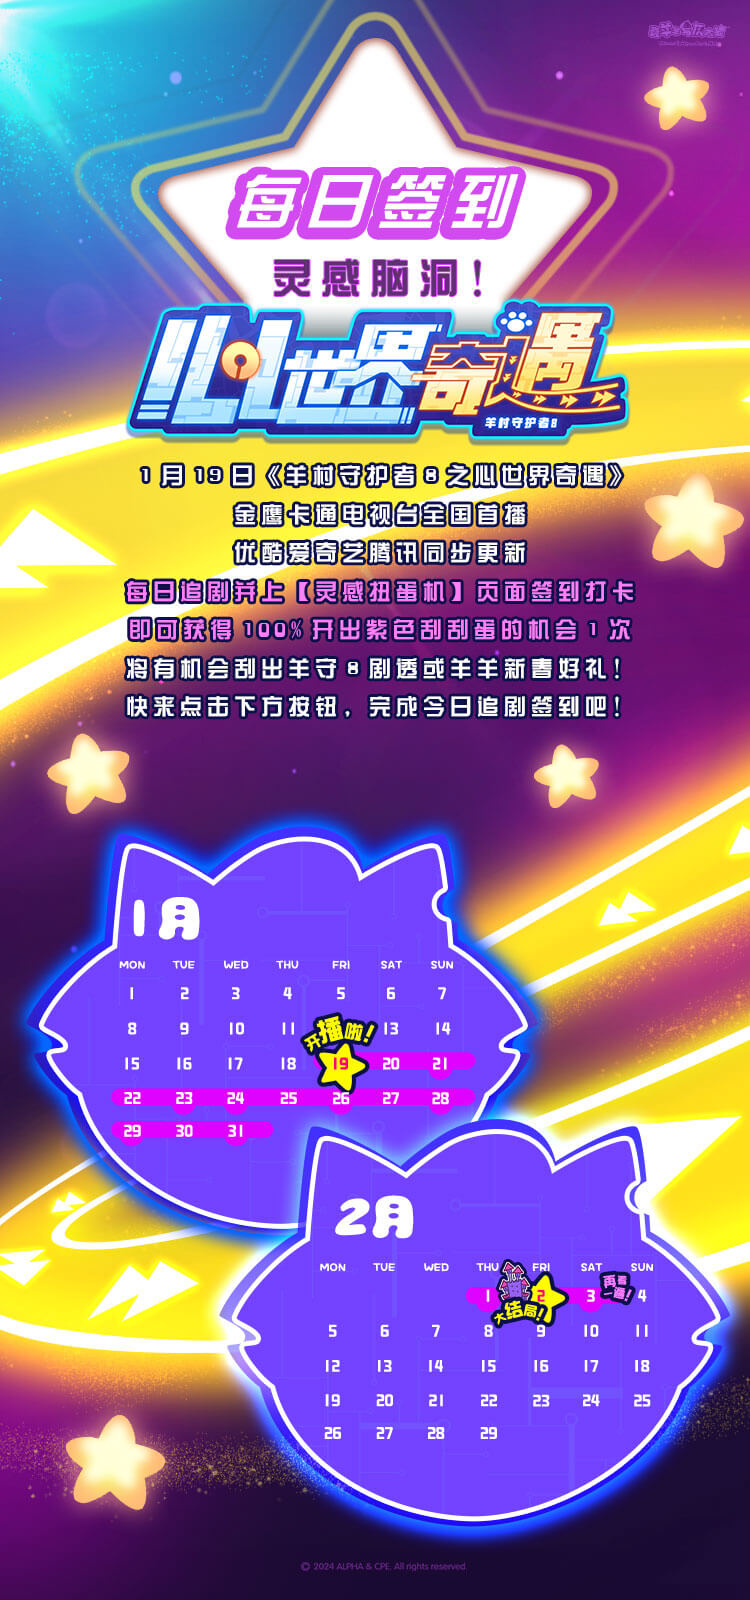 每日签到
灵感脑洞！
心世界奇遇
羊村守护者8
1月19日《羊村守护者8之心世界奇遇》
金鹰卡通电视台全国首播
优酷爱奇艺腾讯同步更新
每日追剧并上【灵感扭蛋机】页面签到打卡
即可获得100%开出紫色刮刮蛋的机会1次
将有机会刮出羊守8剧透或羊羊新春好礼！
快来点击下方按钮，完成今日追剧签到吧！
1月
MON TUE WED THU FRI SAT SUN
1 2 3 4 5 6 7
8 9 10 11 13 14
开播啦！
15 16 17 18 19 20 21
22 23 24 25 26 27 28
29 30 31
2月
MON TUE WED THU FRI SAT SUN
1 2 3 4
再看
一遍！
大结局！
5 6 7 8 9 10 11
12 13 14 15 16 17 18
19 20 21 22 23 24 25
26 27 28 29
© 2024 ALPHA & CPE. All rights reserved.